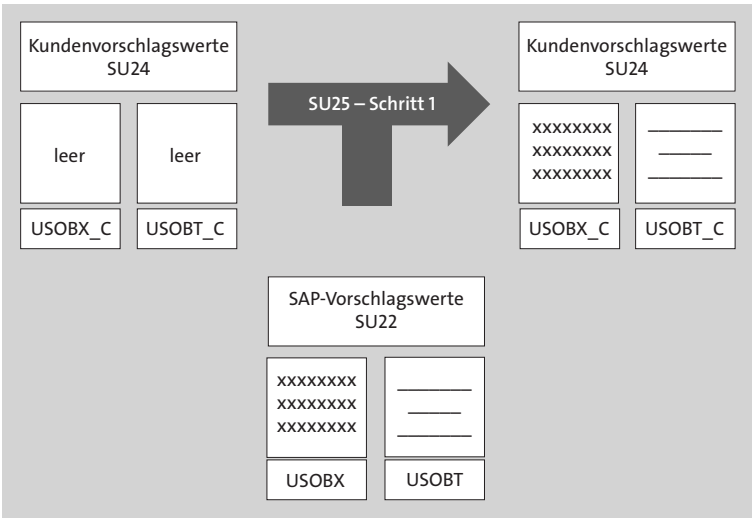 Kundenvorschlagswerte
SU24
leer
leer
USOBX_C
USOBT_C
SU25 – Schritt 1
Kundenvorschlagswerte
SU24
xxxxxxxx
xxxxxxxx
xxxxxxxx
USOBX_C
USOBT_C
SAP-Vorschlagswerte
SU22
xxxxxxxx
xxxxxxxx
xxxxxxxx
USOBX
USOBT